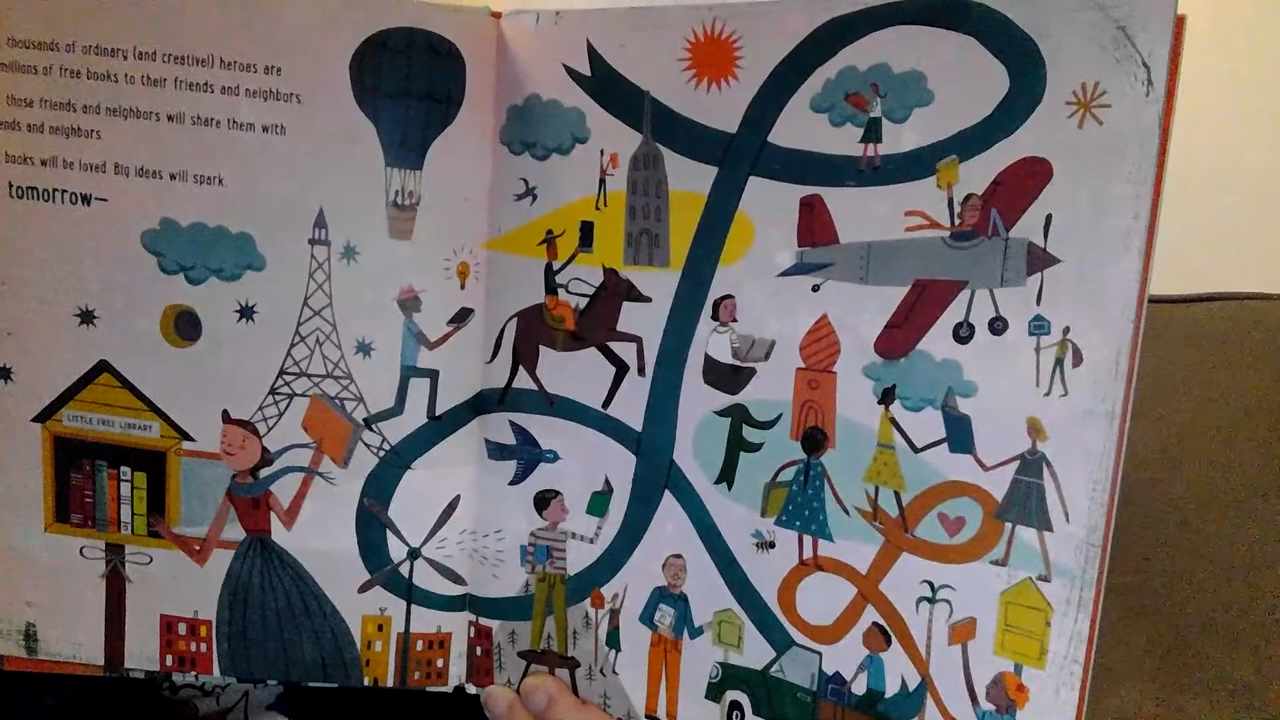 thousands of ordinary (and creative!) heroes are
millions of free books to their friends and neighbors.
those friends and neighbors will share them with
friends and neighbors.
books will be loved. Big ideas will spark.
tomorrow—
LITTLE FREE LIBRARY
F